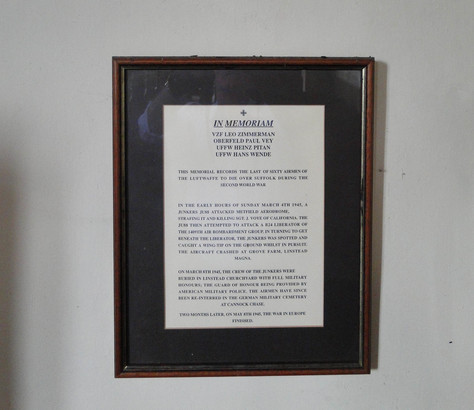 IN MEMORIAM
VZF LEO ZIMMERMAN
OBERFELD PAUL VEY
UFFW HEINZ PITAN
UFFW HANS WENDE
THIS MEMORIAL RECORDS THE LAST OF SIXTY AIRMEN OF
THE LUFTWAFFE TO DIE OVER SUFFOLK DURING THE
SECOND WORLD WAR
IN THE EARLY HOURS OF SUNDAY MARCH 4TH 1945, A
JUNKERS JU88 ATTACKED METFIELD AERODROME,
STRAFING IT AND KILLING SGT. J. VOYE OF CALIFORNIA. THE
JU88 THEN ATTEMPTED TO ATTACK A B24 LIBERATOR OF
THE BOMBARDMENT GROUP. IN TURNING TO GET
BENEATH THE LIBERATOR, THE JUNKERS WAS SPOTTED AND
CAUGHT A WING-TIP ON THE GROUND WHILST IN PURSUIT.
THE AIRCRAFT CRASHED AT GROVE FARM, LINSTEAD
MAGNA.
ON MARCH 8TH 1945, THE CREW OF THE JUNKERS WERE
BURIED IN LINSTEAD CHURCHYARD WITH FULL MILITARY
HONOURS; THE GUARD OF HONOUR BEING PROVIDED BY
AMERICAN MILITARY POLICE. THE AIRMEN HAVE SINCE
BEEN RE-INTERRED IN THE GERMAN MILITARY CEMETERY
AT CANNOCK CHASE.
TWO MONTHS LATER, ON MAY 8TH 1945, THE WAR IN EUROPE
FINISHED.